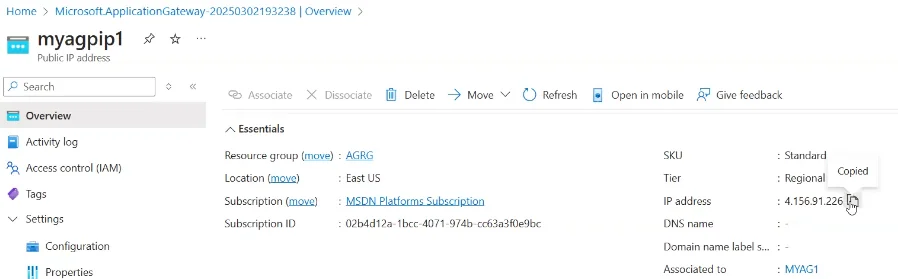 Home > Microsoft.ApplicationGateway-20250302193238 | Overview >
myagpip1 ...
Public IP address
Search
Overview
Activity log
Access control (IAM)
Tags
Settings
Configuration
Properties
Associate Dissociate Delete Move Refresh Open in mobile Give feedback
Essentials
Resource group (move) : AGRG
Location (move) : East US
Subscription (move) : MSDN Platforms Subscription
Subscription ID : 02b4d12a-1bcc-4071-974b-cc63a3f0e9bc
SKU : Standard
Tier : Regional
Copied
IP address : 4.156.91.226
DNS name : -
Domain name label s... : -
Associated to : MYAG1